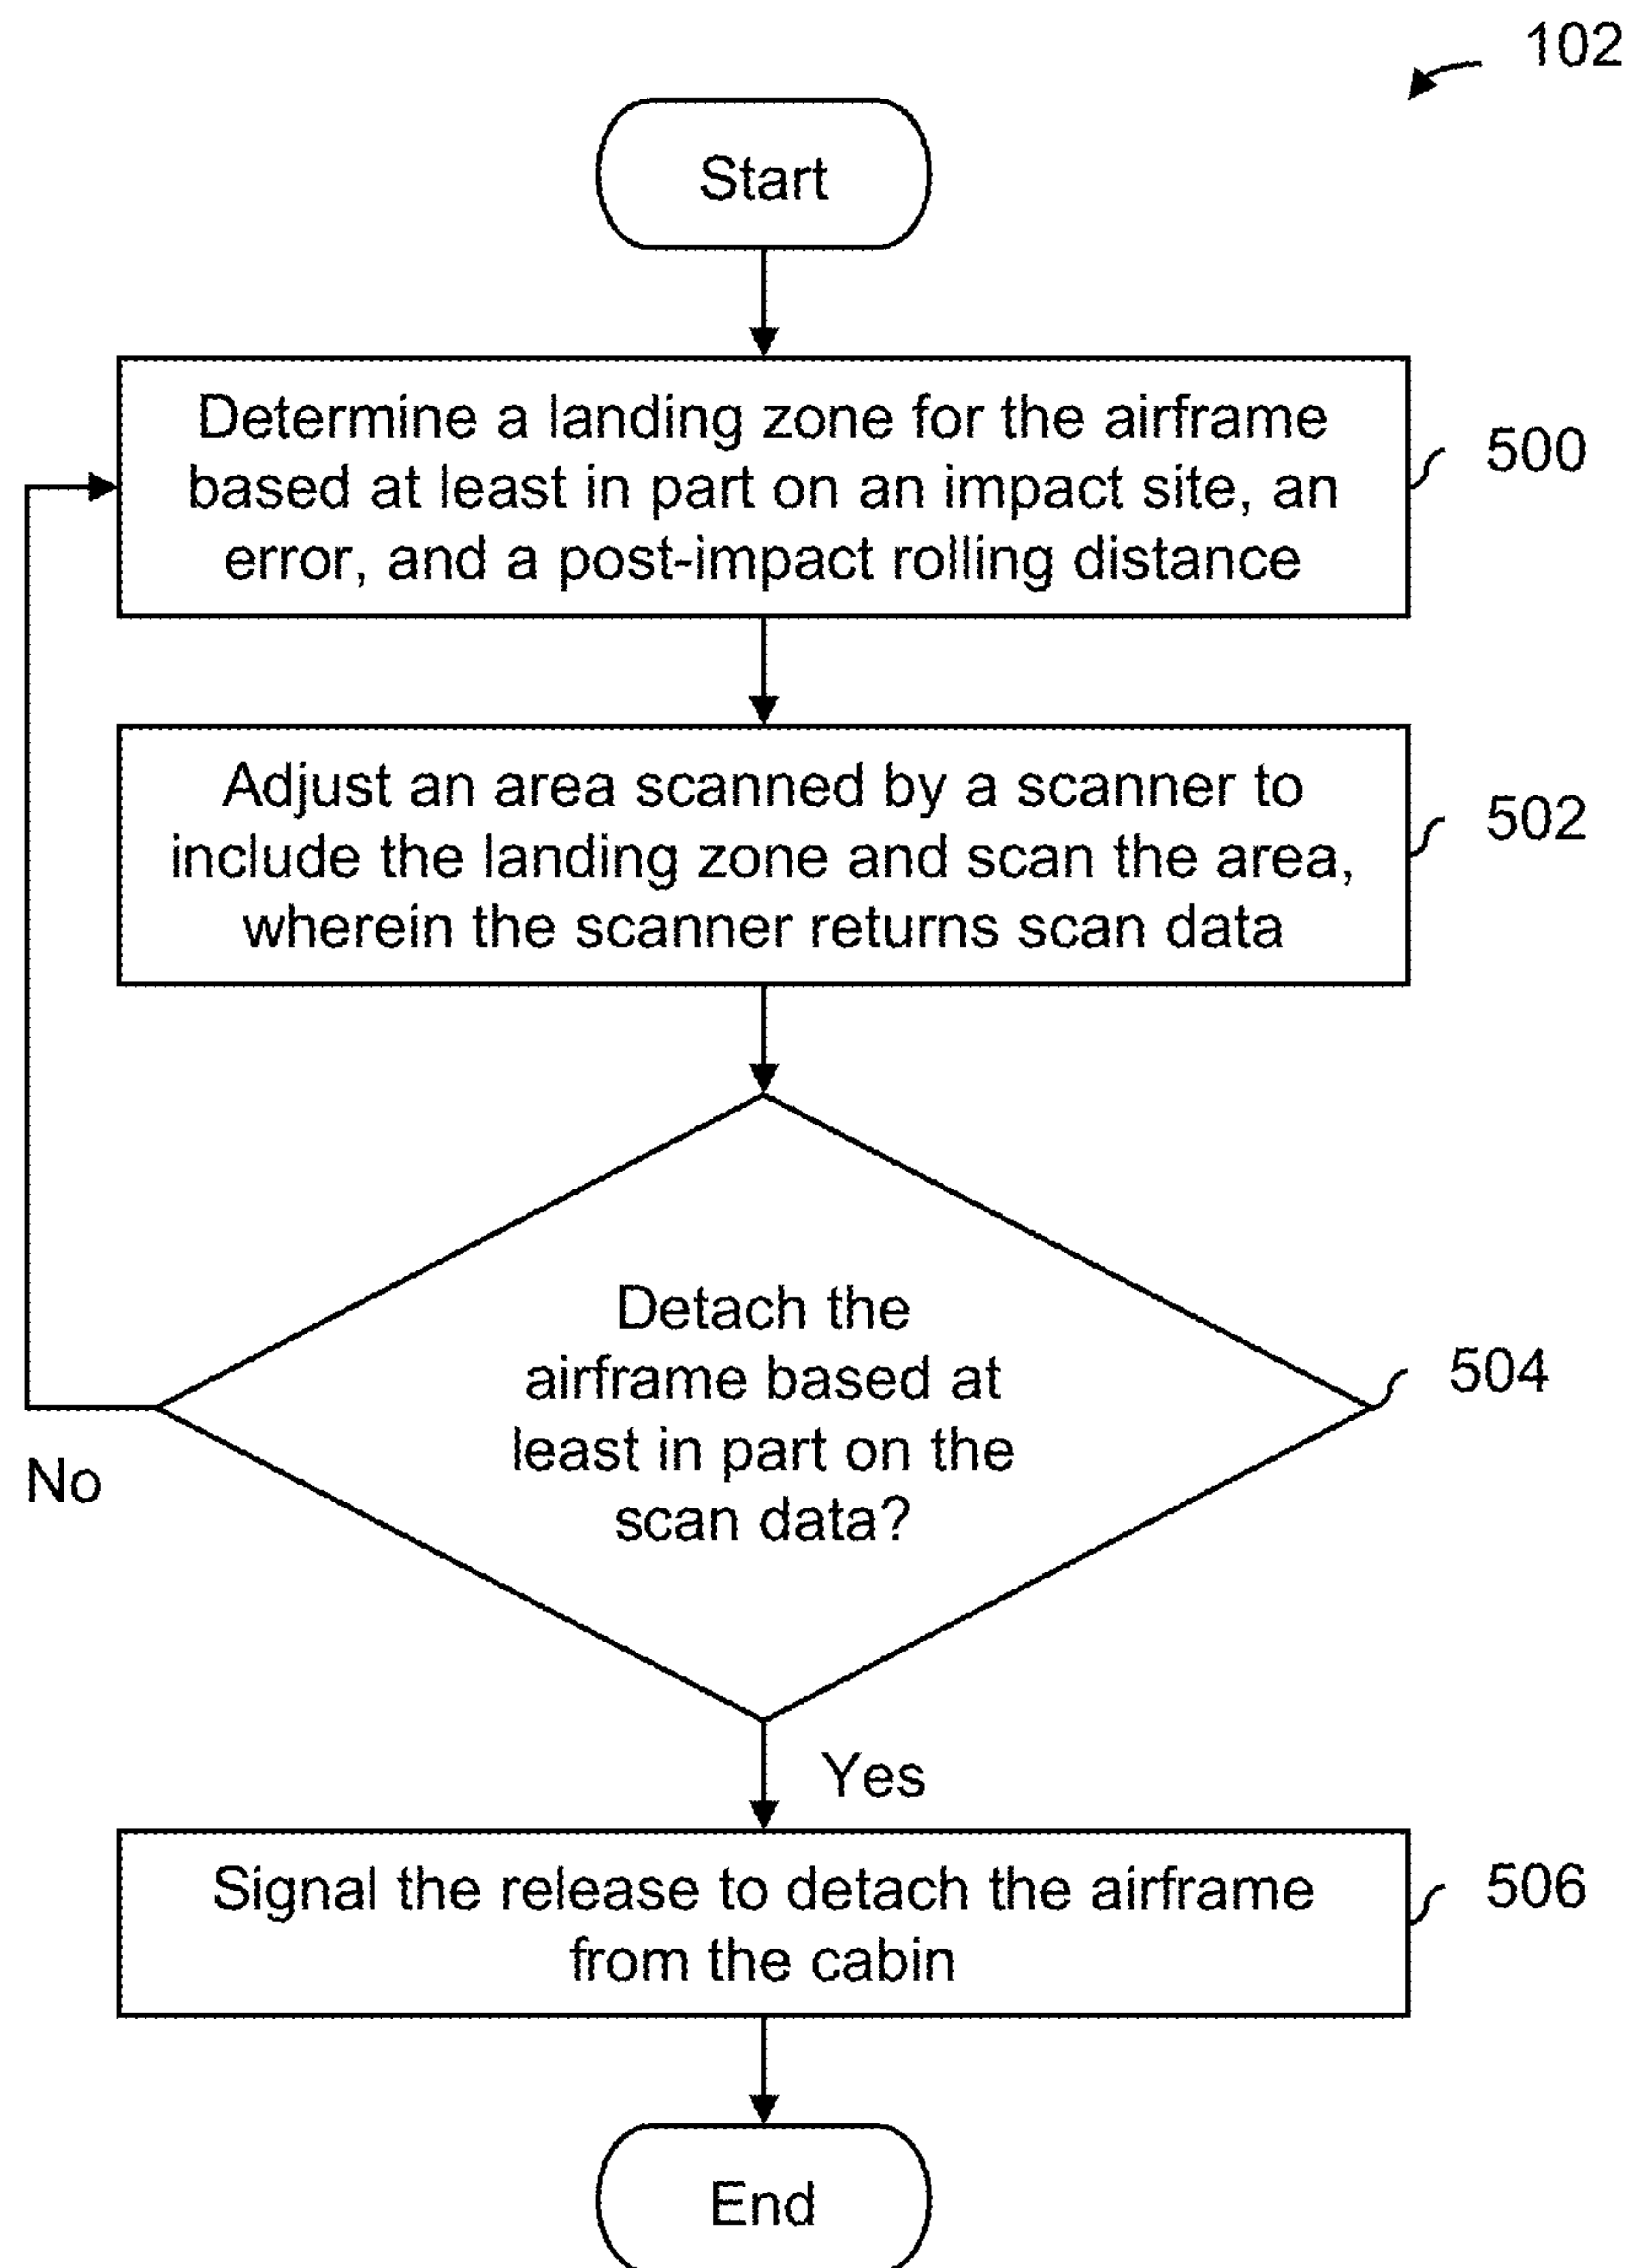 102
Start
Determine a landing zone for the airframe
based at least in part on an impact site, an
error, and a post-impact rolling distance
500
Adjust an area scanned by a scanner to
include the landing zone and scan the area,
wherein the scanner returns scan data
502
Detach the
airframe based at
least in part on the
scan data?
504
No
Yes
Signal the release to detach the airframe
from the cabin
506
End